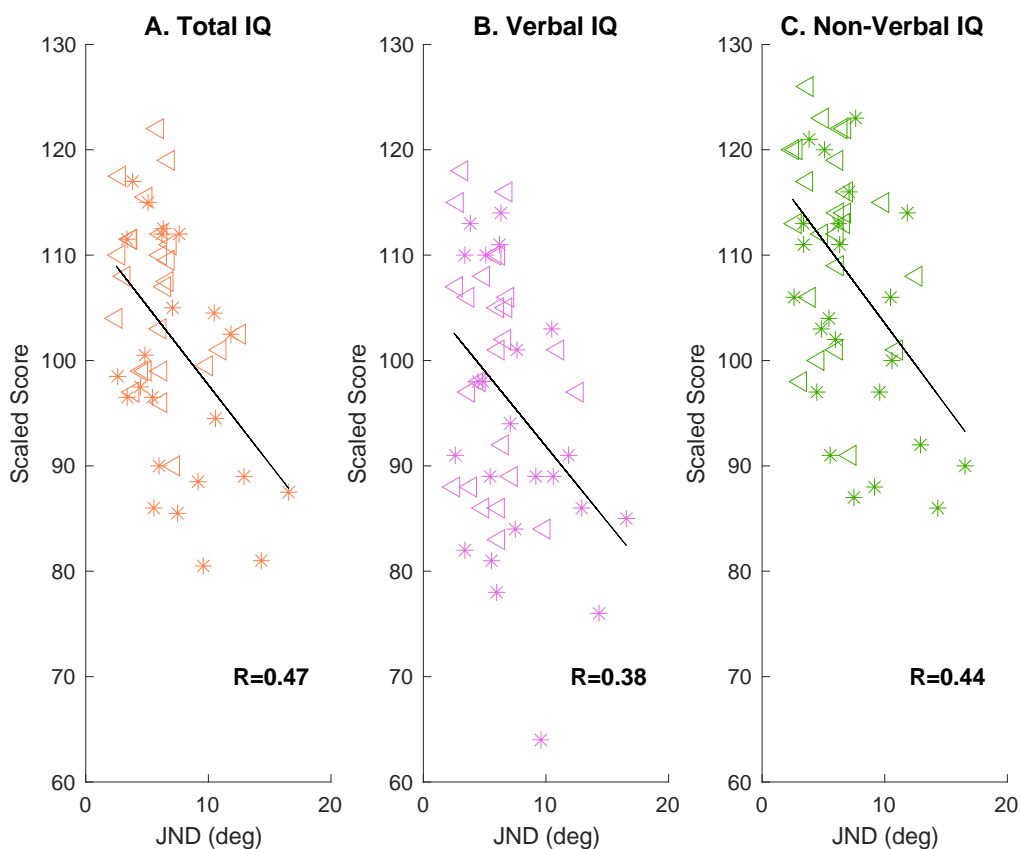 A. Total IQ
130
120
110
100
90
80
70
60
Scaled Score
R=0.47
0 10 20
JND (deg)
B. Verbal IQ
130
120
110
100
90
80
70
60
Scaled Score
R=0.38
0 10 20
JND (deg)
C. Non-Verbal IQ
130
120
110
100
90
80
70
60
Scaled Score
R=0.44
0 10 20
JND (deg)